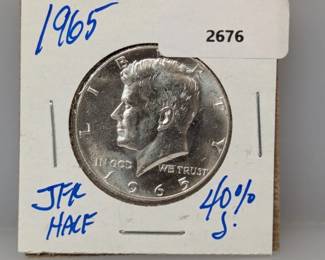 1965
2676
LIBERTY
IN GOD WE TRUST
1965
JFK
HALF
40%
S.